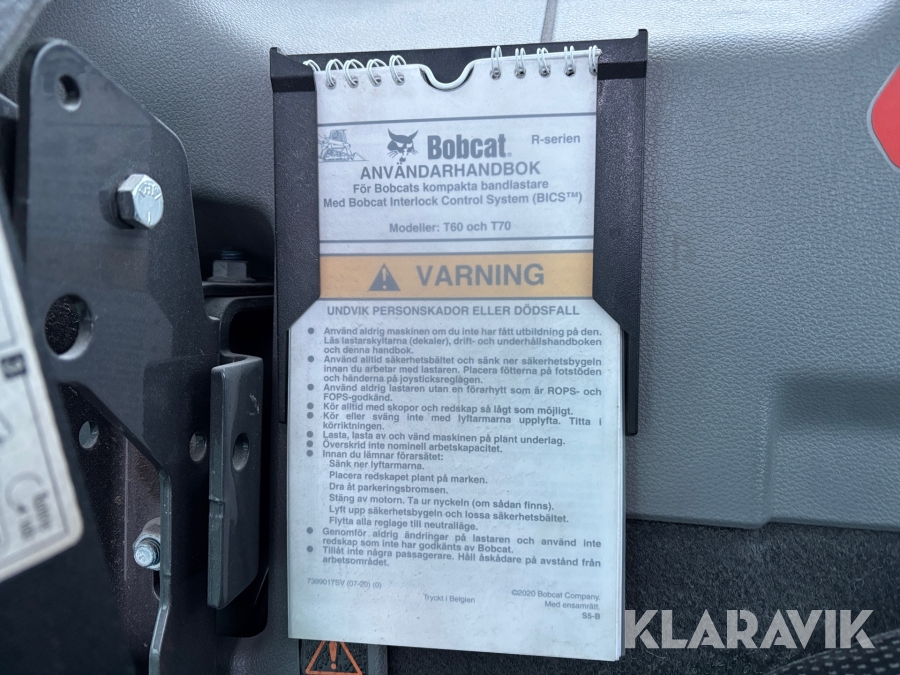 Bobcat®
R-serien
ANVÄNDARHANDBOK
För Bobcats kompakta bandlastare
Med Bobcat Interlock Control System (BICS™)
Modeller: T60 och T70
VARNING
UNDVIK PERSONSKADOR ELLER DÖDSFALL
● Använd aldrig maskinen om du inte har fått utbildning på den.
Läs lastarskyltarna (dekaler), drift- och underhållshandboken
och denna handbok.
● Använd alltid säkerhetsbältet och sänk ner säkerhetsbygeln
innan du arbetar med lastaren. Placera fötterna på fotstöden
och händerna på joysticksreglagen.
● Använd aldrig lastaren utan en förarhytt som är ROPS- och
FOPS-godkänd.
● Kör alltid med skopor och redskap så lågt som möjligt.
● Kör eller sväng inte med lyftarmarna upplyfta. Titta i
körriktningen.
● Lasta, lasta av och vänd maskinen på plant underlag.
● Överskrid inte nominell arbetskapacitet.
● Innan du lämnar förarsätet:
Sänk ner lyftarmarna.
Placera redskapet plant på marken.
Dra åt parkeringsbromsen.
Stäng av motorn. Ta ur nyckeln (om sådan finns).
Lyft upp säkerhetsbygeln och lossa säkerhetsbältet.
Flytta alla reglage till neutralläge.
● Genomför aldrig ändringar på lastaren och använd inte
redskap som inte har godkänts av Bobcat.
● Tillåt inte några passagerare. Håll åskådare på avstånd från
arbetsområdet.
7399017SV (07-20) (0)
Tryckt i Belgien
©2020 Bobcat Company.
Med ensamrätt.
S5-B
KLARAVIK